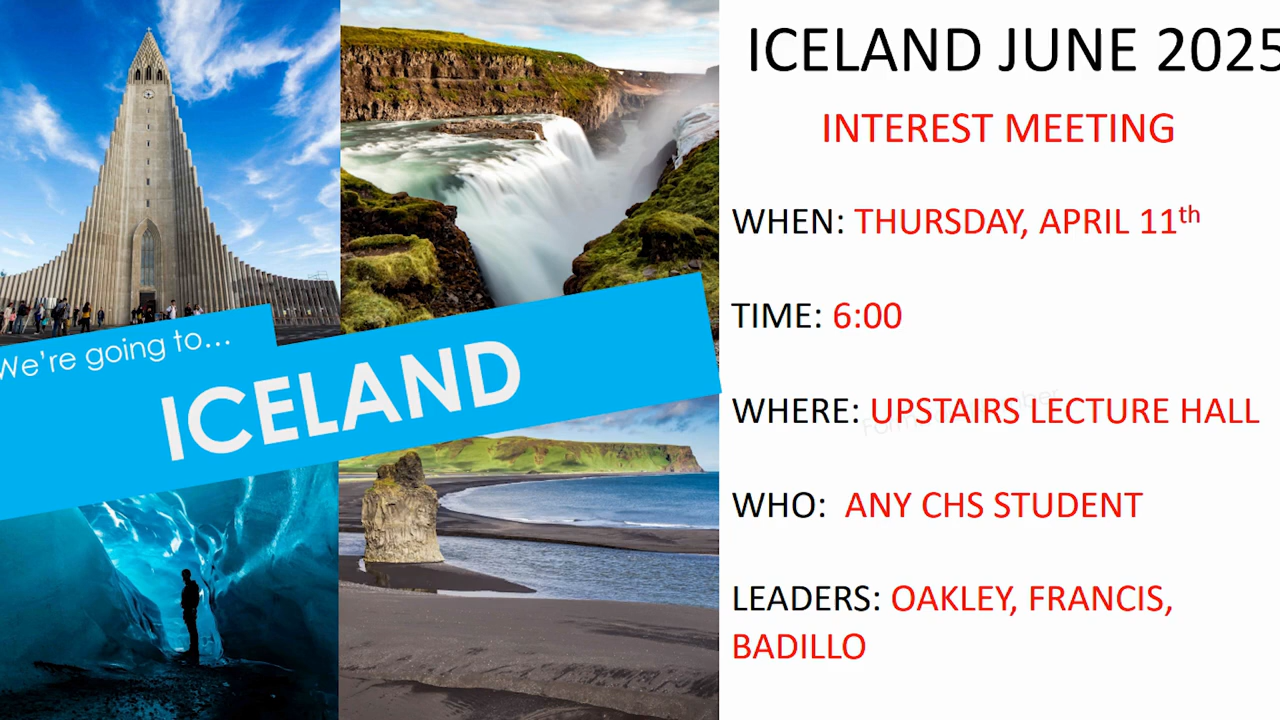 We're going to...
ICELAND
ICELAND JUNE 2025
INTEREST MEETING
WHEN: THURSDAY, APRIL 11th
TIME: 6:00
WHERE: UPSTAIRS LECTURE HALL
WHO: ANY CHS STUDENT
LEADERS: OAKLEY, FRANCIS,
BADILLO